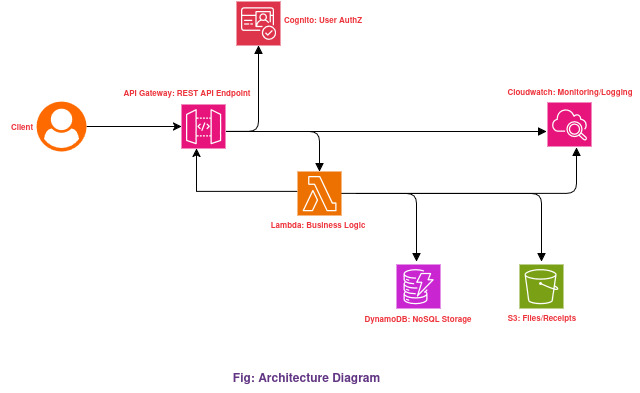 Cognito: User AuthZ
API Gateway: REST API Endpoint
Cloudwatch: Monitoring/Logging
Client
</>
Lambda: Business Logic
DynamoDB: NoSQL Storage
S3: Files/Receipts
Fig: Architecture Diagram